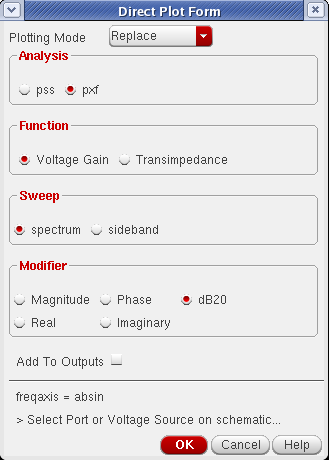 Direct Plot Form
Plotting Mode Replace
Analysis
pss pxf
Function
Voltage Gain Transimpedance
Sweep
spectrum sideband
Modifier
Magnitude Phase dB20
Real Imaginary
Add To Outputs
freqaxis = absin
> Select Port or Voltage Source on schematic...
OK Cancel Help